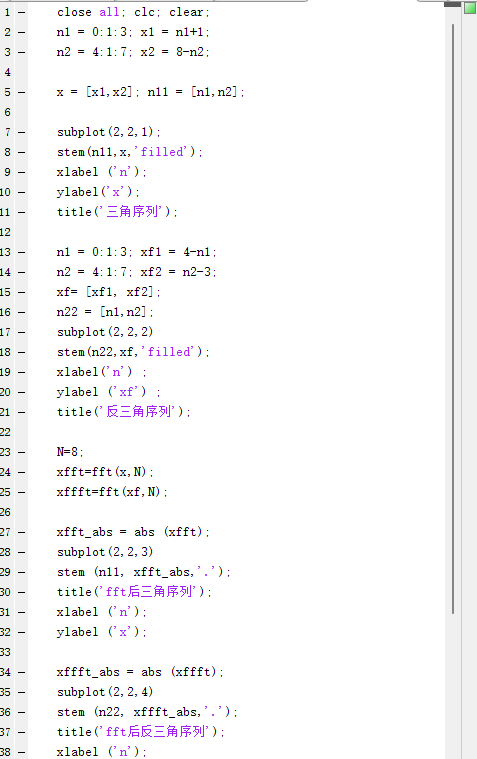 1 – close all; clc; clear;
2 – n1 = 0:1:3; x1 = n1+1;
3 – n2 = 4:1:7; x2 = 8-n2;
4
5 – x = [x1,x2]; n11 = [n1,n2];
6
7 – subplot(2,2,1);
8 – stem(n11,x,'filled');
9 – xlabel ('n');
10 – ylabel('x');
11 – title('三角序列');
12
13 – n1 = 0:1:3; xf1 = 4-n1;
14 – n2 = 4:1:7; xf2 = n2-3;
15 – xf= [xf1, xf2];
16 – n22 = [n1,n2];
17 – subplot(2,2,2)
18 – stem(n22,xf,'filled');
19 – xlabel('n') ;
20 – ylabel ('xf') ;
21 – title('反三角序列');
22
23 – N=8;
24 – xfft=fft(x,N);
25 – xffft=fft(xf,N);
26
27 – xfft_abs = abs (xfft);
28 – subplot(2,2,3)
29 – stem (n11, xfft_abs,'.');
30 – title('fft后三角序列');
31 – xlabel ('n');
32 – ylabel ('x');
33
34 – xffft_abs = abs (xffft);
35 – subplot(2,2,4)
36 – stem (n22, xffft_abs,'.');
37 – title('fft后反三角序列');
38 – xlabel ('n');